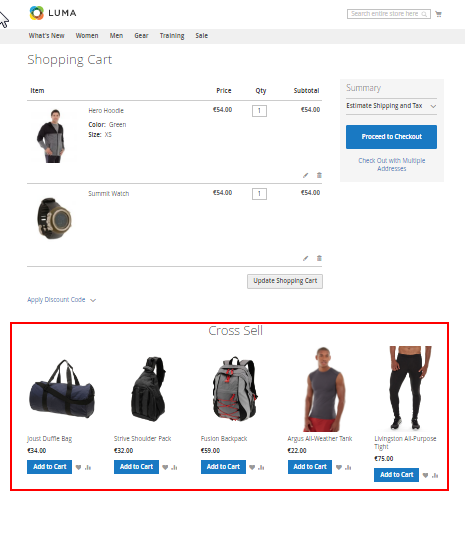 LUMA
Search entire store here
What's New Women Men Gear Training Sale
Shopping Cart
Item Price Qty Subtotal
Hero Hoodie €54.00 1 €54.00
Color: Green
Size: XS
Summit Watch €54.00 1 €54.00
Update Shopping Cart
Apply Discount Code
Summary
Estimate Shipping and Tax
Proceed to Checkout
Check Out with Multiple
Addresses
Cross Sell
Joust Duffle Bag
€34.00
Add to Cart
Strive Shoulder Pack
€32.00
Add to Cart
Fusion Backpack
€59.00
Add to Cart
Argus All-Weather Tank
€22.00
Add to Cart
Livingston All-Purpose
Tight
€75.00
Add to Cart